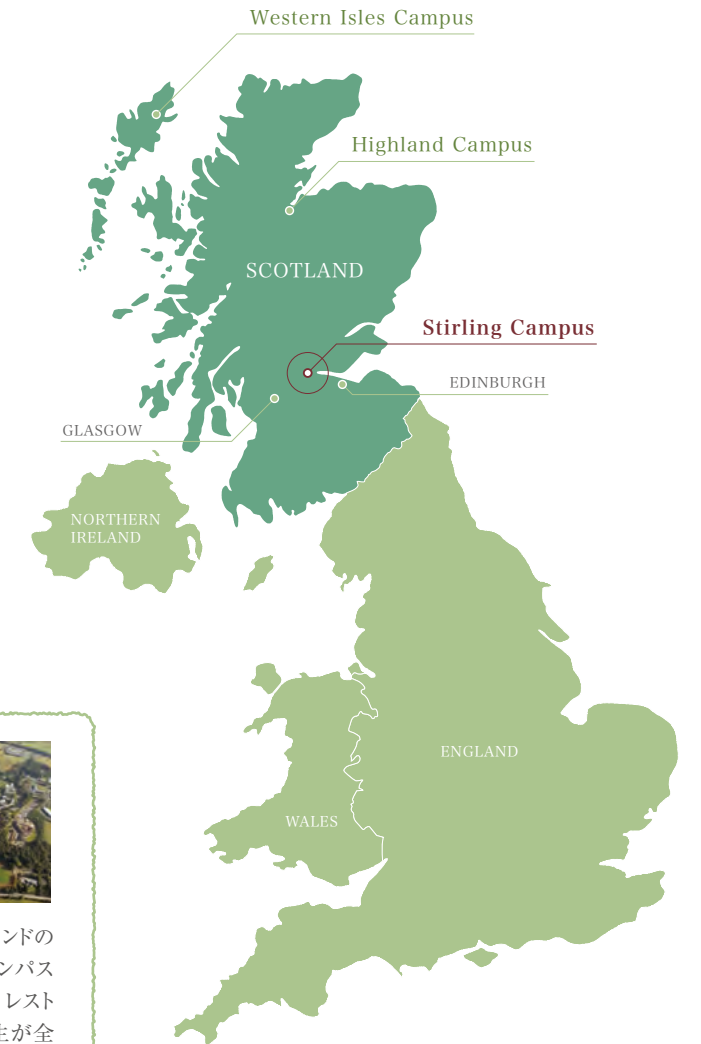 Western Isles Campus
Highland Campus
SCOTLAND
Stirling Campus
EDINBURGH
GLASGOW
NORTHERN
IRELAND
ENGLAND
WALES
ンドの
ンパス
レスト
生が全